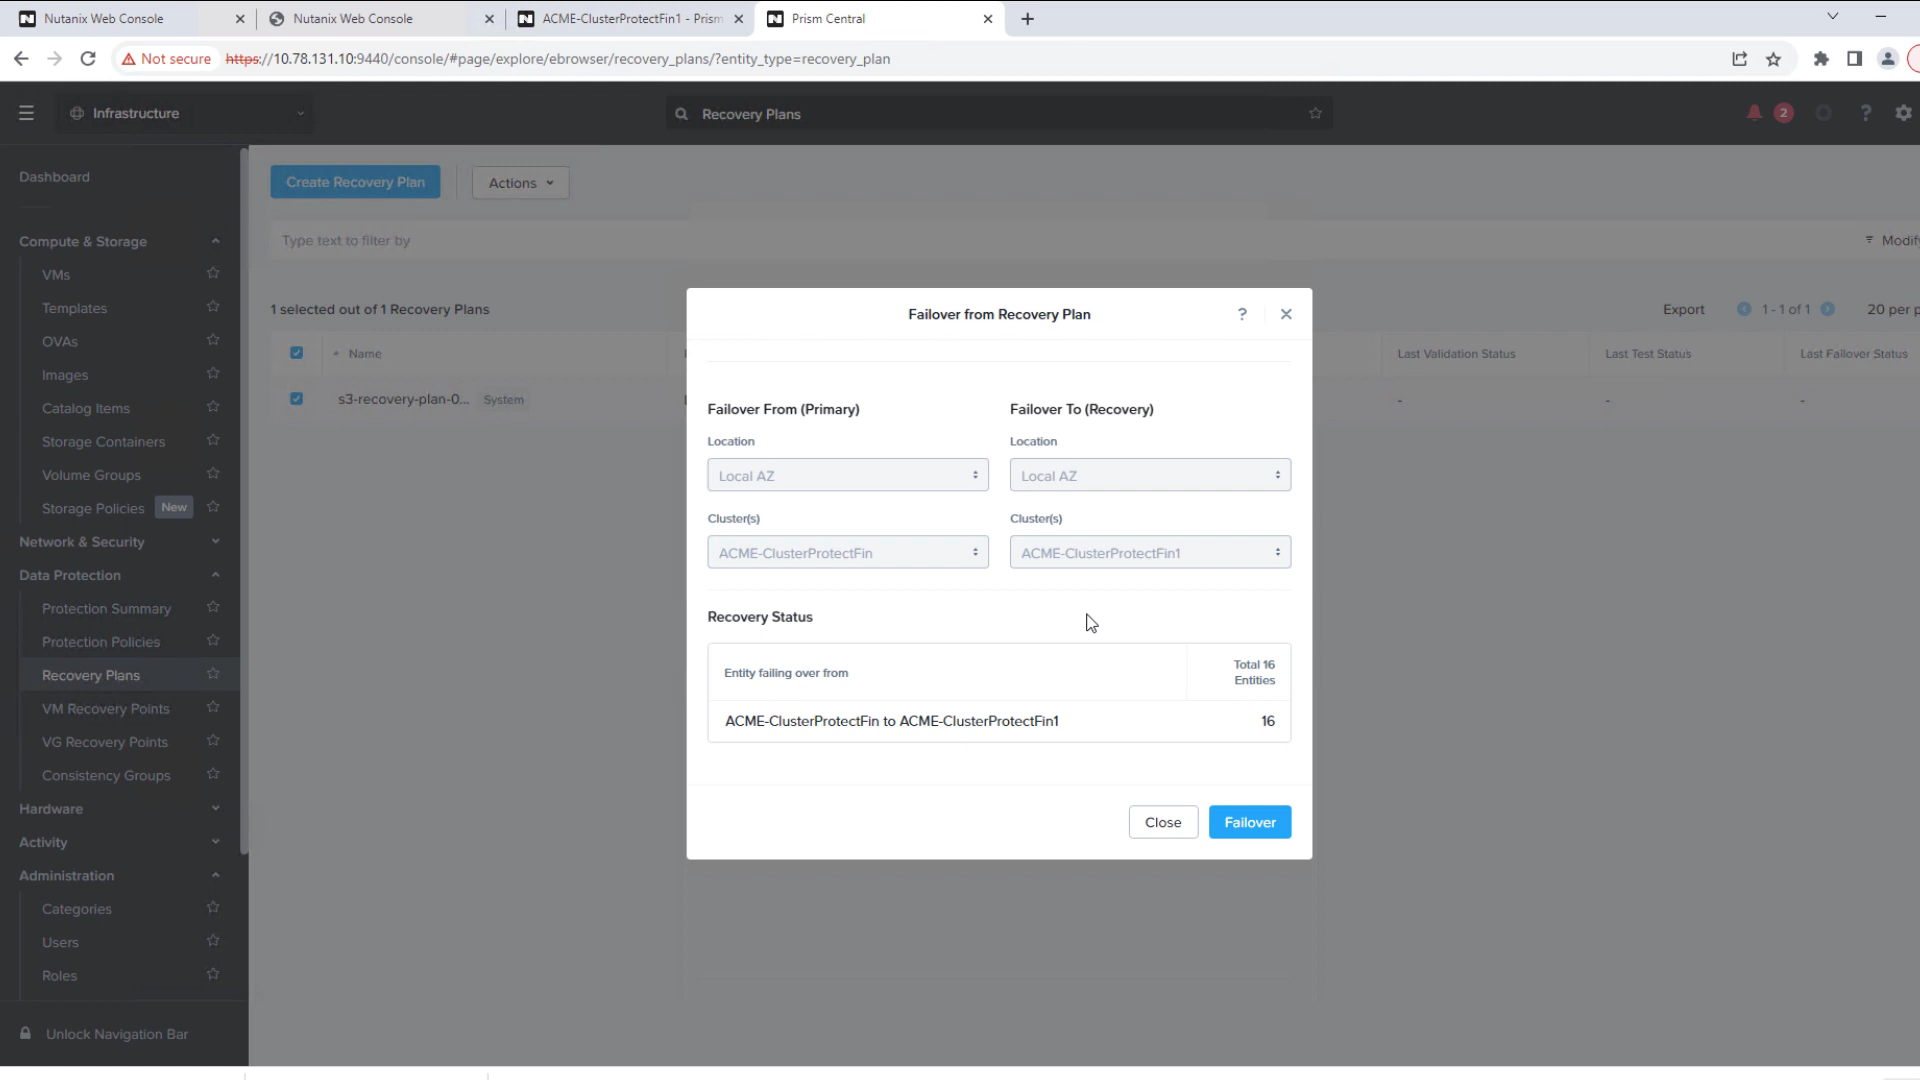 Nutanix Web Console
Nutanix Web Console
ACME-ClusterProtectFin1 - Prism
Prism Central
Not secure
https://10.78.131.10:9440/console/#page/explore/ebrowser/recovery_plans/?entity_type=recovery_plan
Infrastructure
Recovery Plans
2
?
Dashboard
Compute & Storage
VMs
Templates
OVAs
Images
Catalog Items
Storage Containers
Volume Groups
Storage Policies New
Network & Security
Data Protection
Protection Summary
Protection Policies
Recovery Plans
VM Recovery Points
VG Recovery Points
Consistency Groups
Hardware
Activity
Administration
Categories
Users
Roles
Unlock Navigation Bar
Create Recovery Plan
Actions
Type text to filter by
Modify
1 selected out of 1 Recovery Plans
Export
1 - 1 of 1
20 per p
Name
Last Validation Status
Last Test Status
Last Failover Status
s3-recovery-plan-0... System
-
-
-
Failover from Recovery Plan
?
Failover From (Primary)
Failover To (Recovery)
Location
Location
Local AZ
Local AZ
Cluster(s)
Cluster(s)
ACME-ClusterProtectFin
ACME-ClusterProtectFin1
Recovery Status
Entity failing over from
Total 16
Entities
ACME-ClusterProtectFin to ACME-ClusterProtectFin1
16
Close
Failover